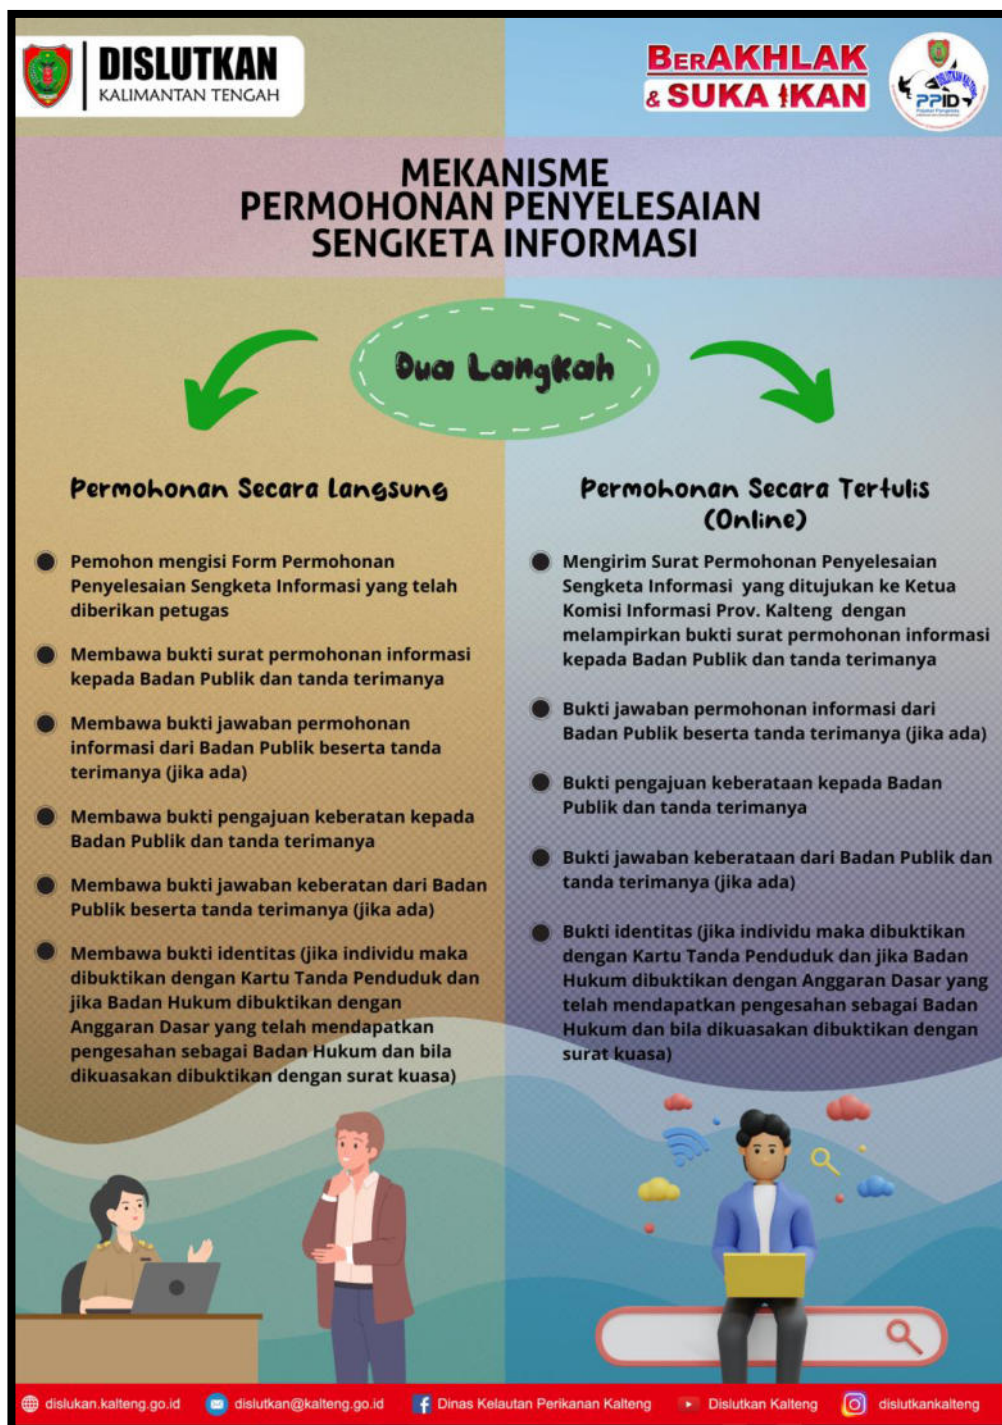 DISLUTKAN
KALIMANTAN TENGAH
BERAKHLAK
& SUKA IKAN
PPID
MEKANISME
PERMOHONAN PENYELESAIAN
SENGKETA INFORMASI
Dua Langkah
Permohonan Secara Langsung
Pemohon mengisi Form Permohonan
Penyelesaian Sengketa Informasi yang telah
diberikan petugas
Membawa bukti surat permohonan informasi
kepada Badan Publik dan tanda terimanya
Membawa bukti jawaban permohonan
informasi dari Badan Publik beserta tanda
terimanya (jika ada)
Membawa bukti pengajuan keberatan kepada
Badan Publik dan tanda terimanya
Membawa bukti jawaban keberatan dari Badan
Publik beserta tanda terimanya (jika ada)
Membawa bukti identitas (jika individu maka
dibuktikan dengan Kartu Tanda Penduduk dan
jika Badan Hukum dibuktikan dengan
Anggaran Dasar yang telah mendapatkan
pengesahan sebagai Badan Hukum dan bila
dikuasakan dibuktikan dengan surat kuasa)
Permohonan Secara Tertulis
(Online)
Mengirim Surat Permohonan Penyelesaian
Sengketa Informasi yang ditujukan ke Ketua
Komisi Informasi Prov. Kalteng dengan
melampirkan bukti surat permohonan informasi
kepada Badan Publik dan tanda terimanya
Bukti jawaban permohonan informasi dari
Badan Publik beserta tanda terimanya (jika ada)
Bukti pengajuan keberataan kepada Badan
Publik dan tanda terimanya
Bukti jawaban keberataan dari Badan Publik dan
tanda terimanya (jika ada)
Bukti identitas (jika individu maka dibuktikan
dengan Kartu Tanda Penduduk dan jika Badan
Hukum dibuktikan dengan Anggaran Dasar yang
telah mendapatkan pengesahan sebagai Badan
Hukum dan bila dikuasakan dibuktikan dengan
surat kuasa)
dislukan.kalteng.go.id dislutkan@kalteng.go.id Dinas Kelautan Perikanan Kalteng Dislutkan Kalteng dislutkankalteng